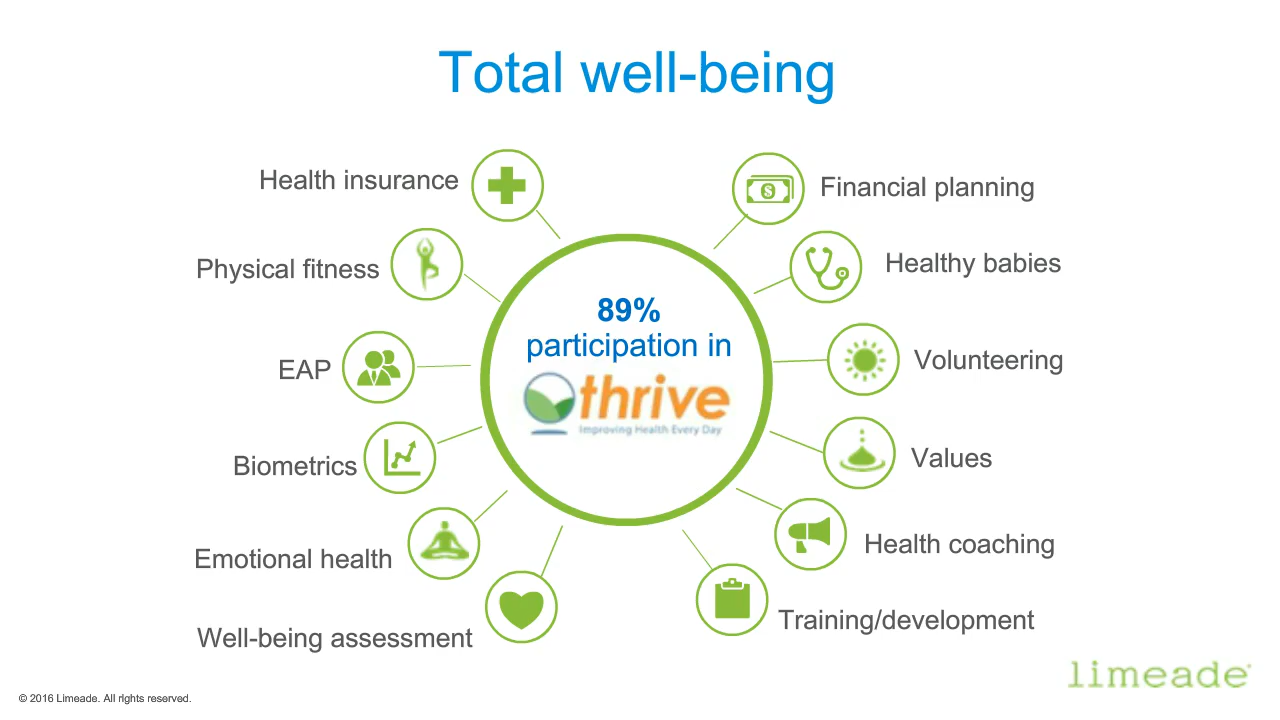 Total well-being
Health insurance
Physical fitness
EAP
Biometrics
Emotional health
Well-being assessment
89%
participation in
thrive
Improving Health Every Day
Financial planning
$
Healthy babies
Volunteering
Values
Health coaching
Training/development
limeade
© 2016 Limeade. All rights reserved.